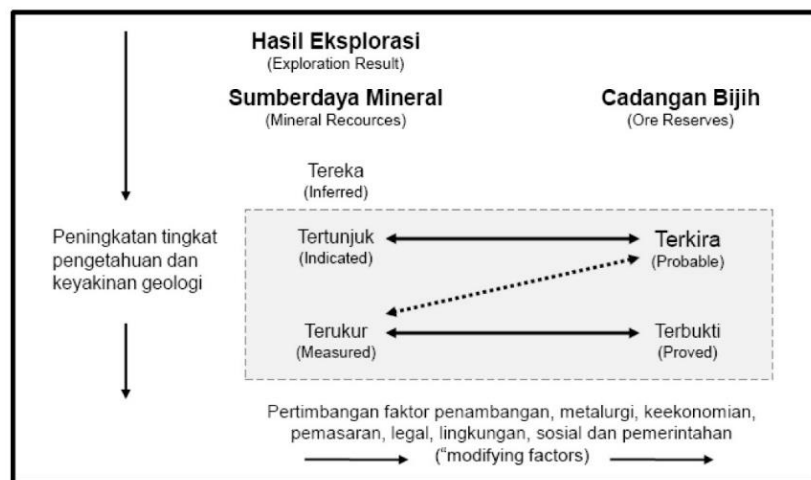 Hasil Eksplorasi
(Exploration Result)
Sumberdaya Mineral
(Mineral Recources)
Cadangan Bijih
(Ore Reserves)
Tereka
(Inferred)
Peningkatan tingkat
pengetahuan dan
keyakinan geologi
Tertunjuk
(Indicated)
Terkira
(Probable)
Terukur
(Measured)
Terbukti
(Proved)
Pertimbangan faktor penambangan, metalurgi, keekonomian,
pemasaran, legal, lingkungan, sosial dan pemerintahan
("modifying factors)